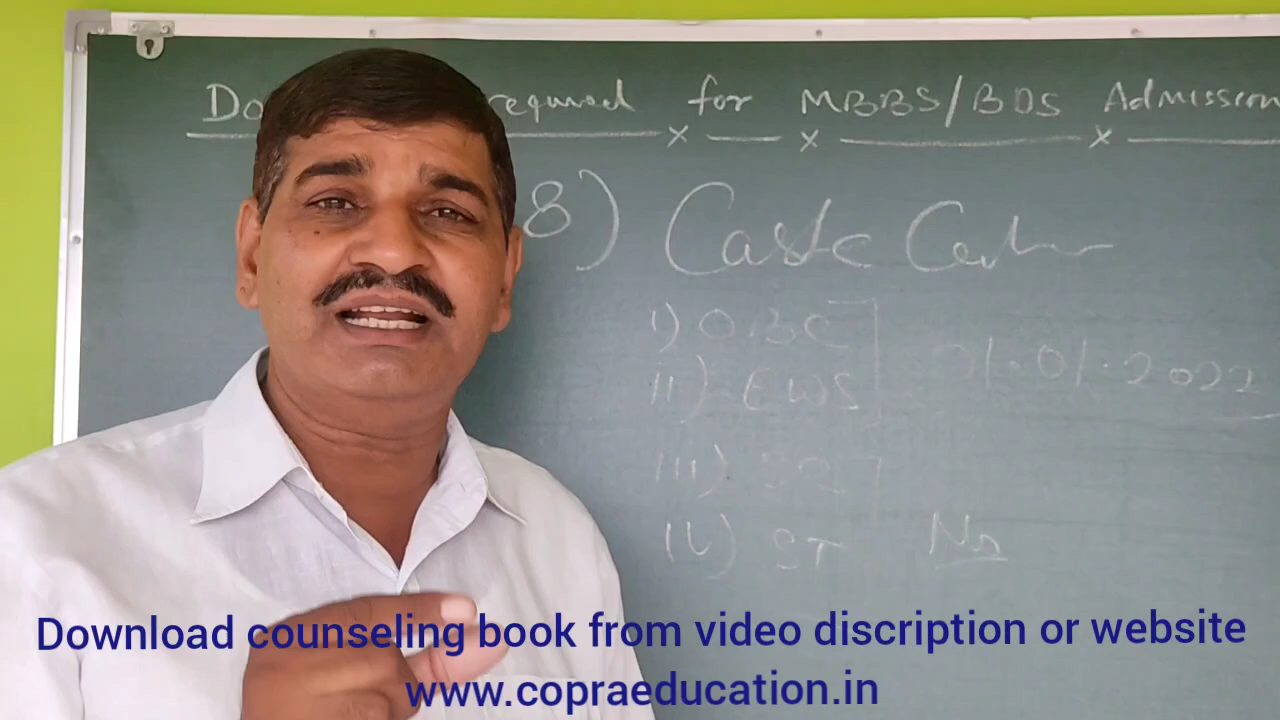 Do required for MBBS/BDS Admission
8) Caste
i) OBC
ii) EWS 01.01.2022
iii) SC
iv) ST No
Download counseling book from video discription or website
www.copraeducation.in